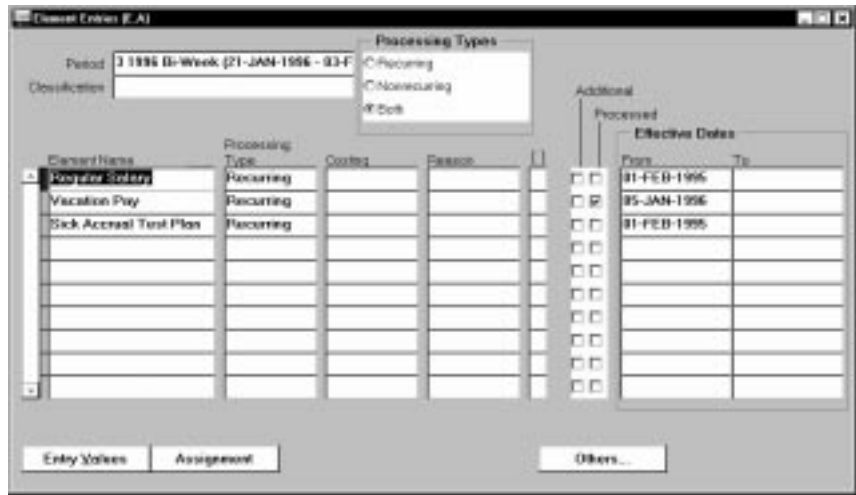 Element Entries (E.A)
Processing Types
Period 3 1996 Bi-Week (21-JAN-1996 - 03-F
Recurring
Classification
Nonrecurring
Both
Additional
Processed
Effective Dates
Element Name Processing Type Costing Reason [ ] From To
Regular Salary Recurring 01-FEB-1995
Vacation Pay Recurring 05-JAN-1996
Sick Accrual Test Plan Recurring 01-FEB-1995
Entry Values Assignment Others...